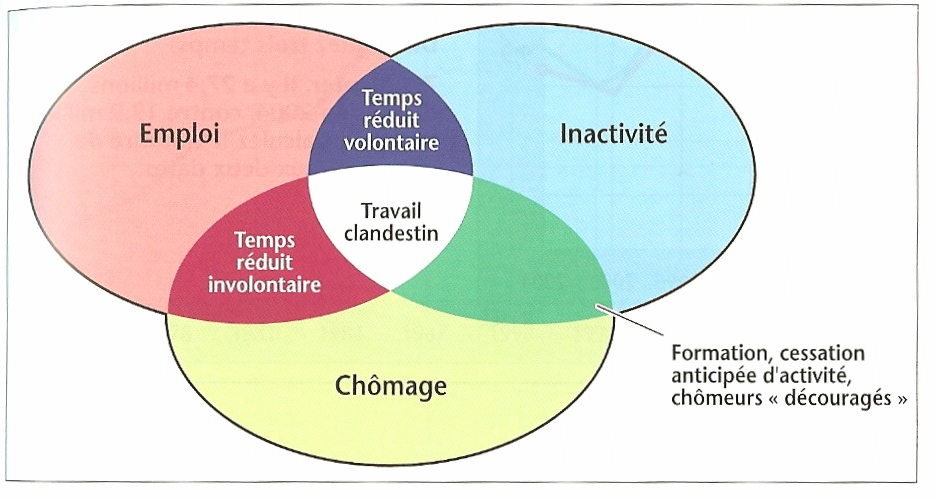 Emploi
Temps
réduit
volontaire
Inactivité
Travail
clandestin
Temps
réduit
involontaire
Chômage
Formation, cessation
anticipée d'activité,
chômeurs « découragés »